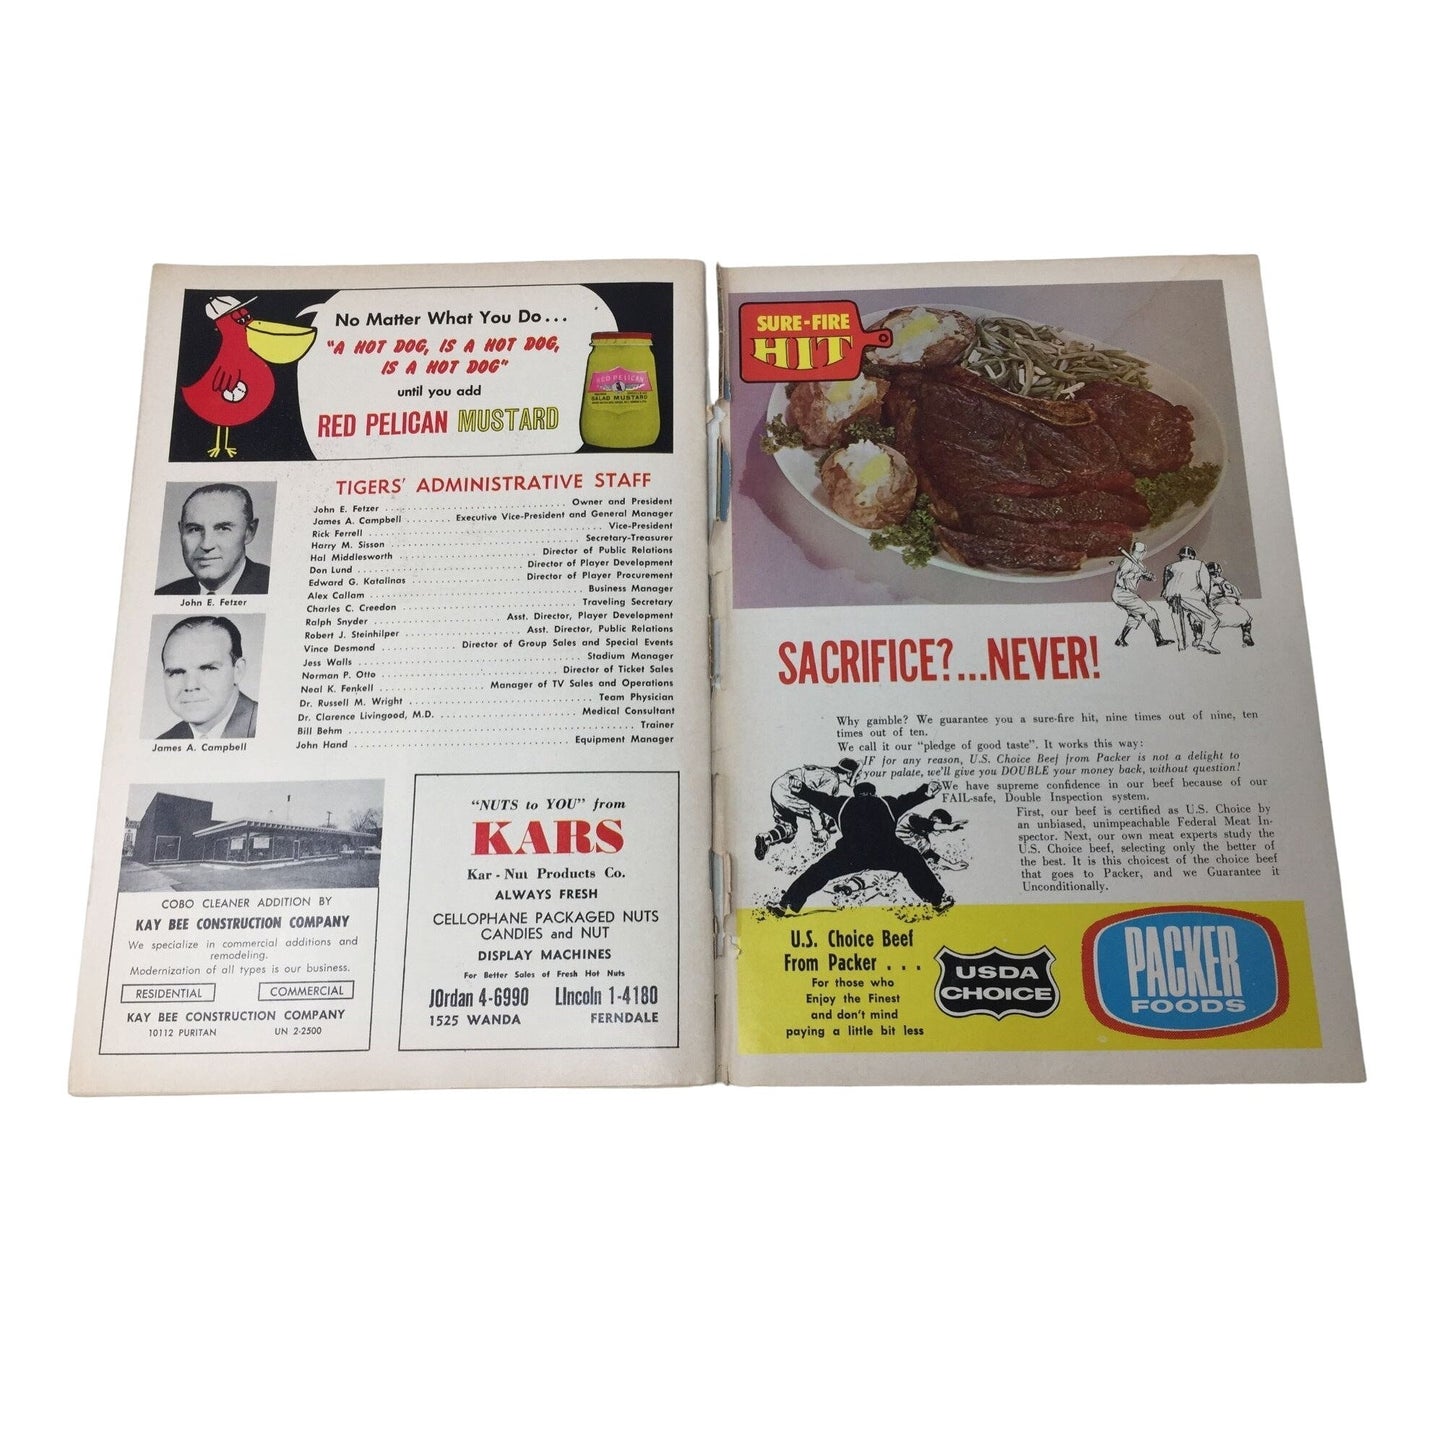 No Matter What You Do...
"A HOT DOG, IS A HOT DOG,
IS A HOT DOG"
until you add
RED PELICAN MUSTARD
RED PELICAN
SALAD MUSTARD
TIGERS' ADMINISTRATIVE STAFF
John E. Fetzer Owner and President
James A. Campbell Executive Vice-President and General Manager
Rick Ferrell Vice-President
Harry M. Sisson Secretary-Treasurer
Hal Middlesworth Director of Public Relations
Don Lund Director of Player Development
Edward G. Katalinas Director of Player Procurement
Alex Callam Business Manager
Charles C. Creedon Traveling Secretary
Ralph Snyder Asst. Director, Player Development
Robert J. Steinhilper Asst. Director, Public Relations
Vince Desmond Director of Group Sales and Special Events
Jess Walls Stadium Manager
Norman P. Otto Director of Ticket Sales
Neal K. Fenkell Manager of TV Sales and Operations
Dr. Russell M. Wright Team Physician
Dr. Clarence Livingood, M.D. Medical Consultant
Bill Behm Trainer
John Hand Equipment Manager
John E. Fetzer
James A. Campbell
COBO CLEANER ADDITION BY
KAY BEE CONSTRUCTION COMPANY
We specialize in commercial additions and
remodeling.
Modernization of all types is our business.
RESIDENTIAL COMMERCIAL
KAY BEE CONSTRUCTION COMPANY
10112 PURITAN UN 2-2500
"NUTS to YOU" from
KARS
Kar - Nut Products Co.
ALWAYS FRESH
CELLOPHANE PACKAGED NUTS
CANDIES and NUT
DISPLAY MACHINES
For Better Sales of Fresh Hot Nuts
JOrdan 4-6990 LIncoln 1-4180
1525 WANDA FERNDALE
SURE-FIRE
HIT
SACRIFICE?...NEVER!
Why gamble? We guarantee you a sure-fire hit, nine times out of nine, ten
times out of ten.
We call it our "pledge of good taste". It works this way:
IF for any reason, U.S. Choice Beef from Packer is not a delight to
your palate, we'll give you DOUBLE your money back, without question!
We have supreme confidence in our beef because of our
FAIL-safe, Double Inspection system.
First, our beef is certified as U.S. Choice by
an unbiased, unimpeachable Federal Meat In-
spector. Next, our own meat experts study the
U.S. Choice beef, selecting only the better of
the best. It is this choicest of the choice beef
that goes to Packer, and we Guarantee it
Unconditionally.
U.S. Choice Beef
From Packer . . .
For those who
Enjoy the Finest
and don't mind
paying a little bit less
USDA
CHOICE
PACKER
FOODS